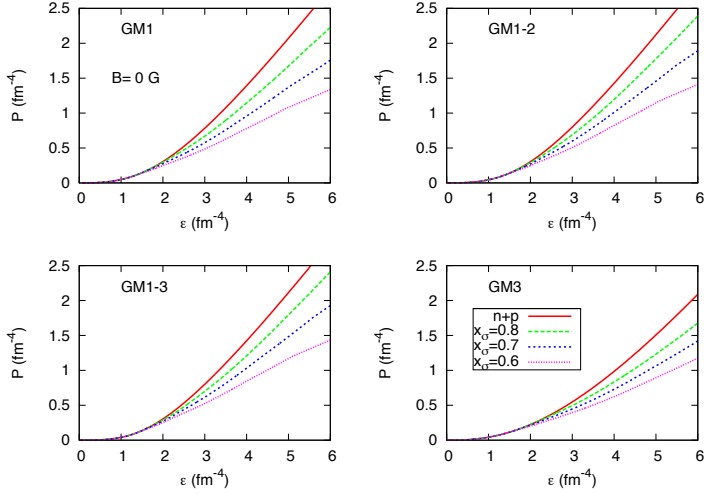 GM1
B= 0 G
P (fm⁻⁴)
2.5
2
1.5
1
0.5
0
0 1 2 3 4 5 6
ε (fm⁻⁴)
GM1-2
P (fm⁻⁴)
2.5
2
1.5
1
0.5
0
0 1 2 3 4 5 6
ε (fm⁻⁴)
GM1-3
P (fm⁻⁴)
2.5
2
1.5
1
0.5
0
0 1 2 3 4 5 6
ε (fm⁻⁴)
GM3
n+p
xσ=0.8
xσ=0.7
xσ=0.6
P (fm⁻⁴)
2.5
2
1.5
1
0.5
0
0 1 2 3 4 5 6
ε (fm⁻⁴)